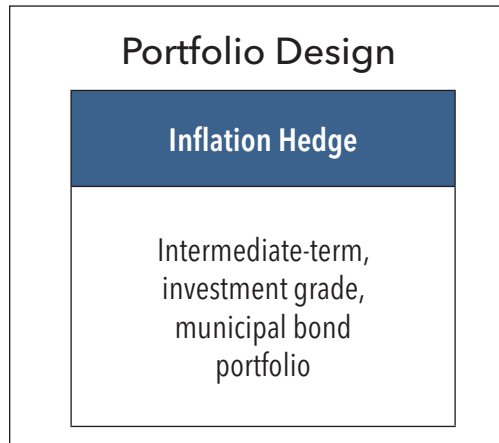 Portfolio Design
Inflation Hedge
Intermediate-term,
investment grade,
municipal bond
portfolio